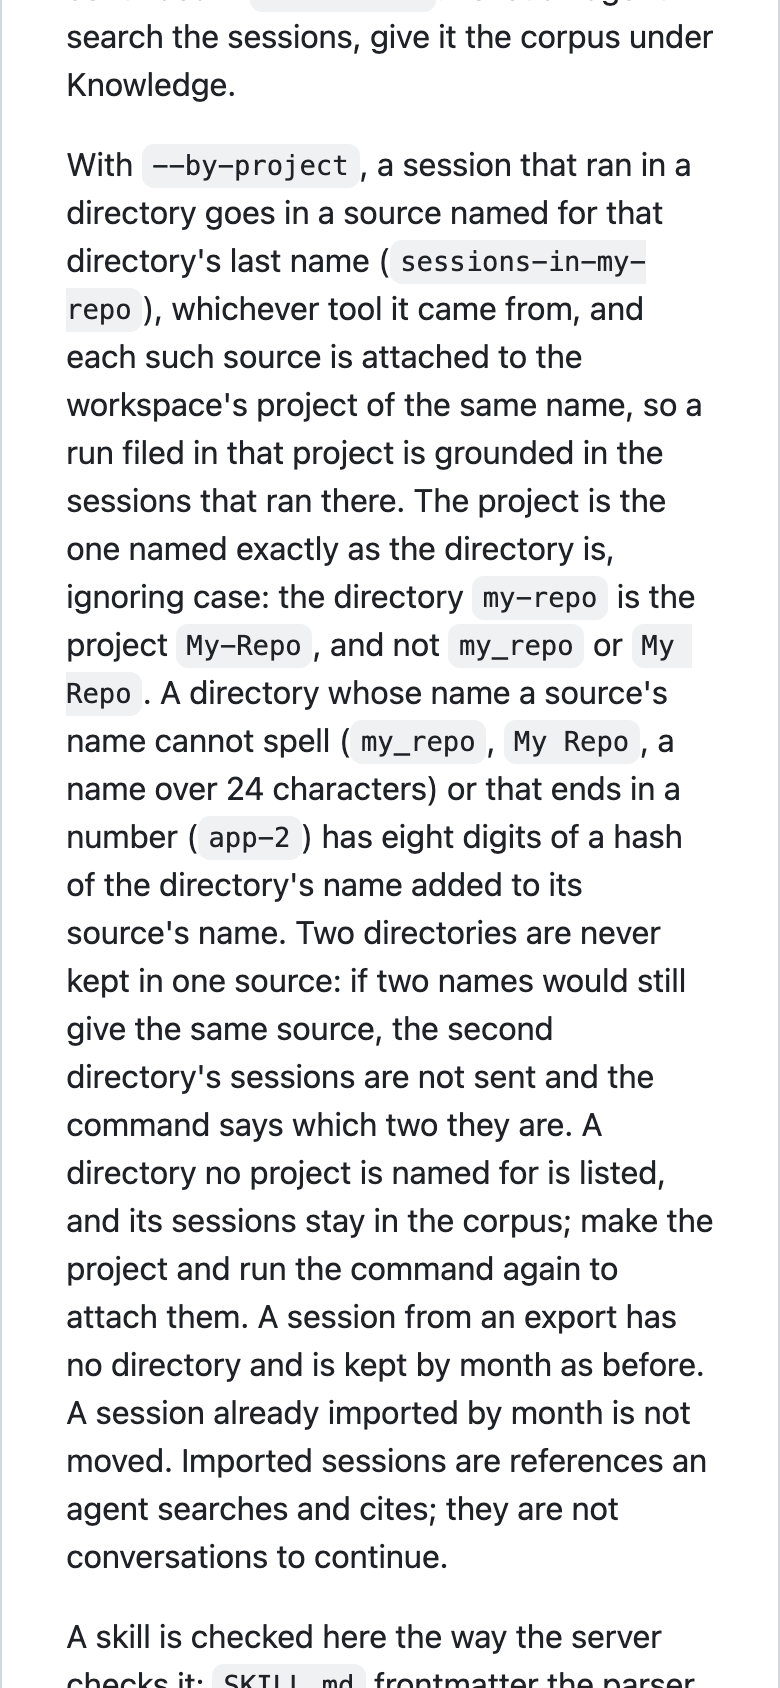 search the sessions, give it the corpus under
Knowledge.
With --by-project, a session that ran in a
directory goes in a source named for that
directory's last name (sessions-in-my-
repo), whichever tool it came from, and
each such source is attached to the
workspace's project of the same name, so a
run filed in that project is grounded in the
sessions that ran there. The project is the
one named exactly as the directory is,
ignoring case: the directory my-repo is the
project My-Repo, and not my_repo or My
Repo. A directory whose name a source's
name cannot spell (my_repo, My Repo, a
name over 24 characters) or that ends in a
number (app-2) has eight digits of a hash
of the directory's name added to its
source's name. Two directories are never
kept in one source: if two names would still
give the same source, the second
directory's sessions are not sent and the
command says which two they are. A
directory no project is named for is listed,
and its sessions stay in the corpus; make the
project and run the command again to
attach them. A session from an export has
no directory and is kept by month as before.
A session already imported by month is not
moved. Imported sessions are references an
agent searches and cites; they are not
conversations to continue.
A skill is checked here the way the server
checks it: SKILL.md frontmatter the parser